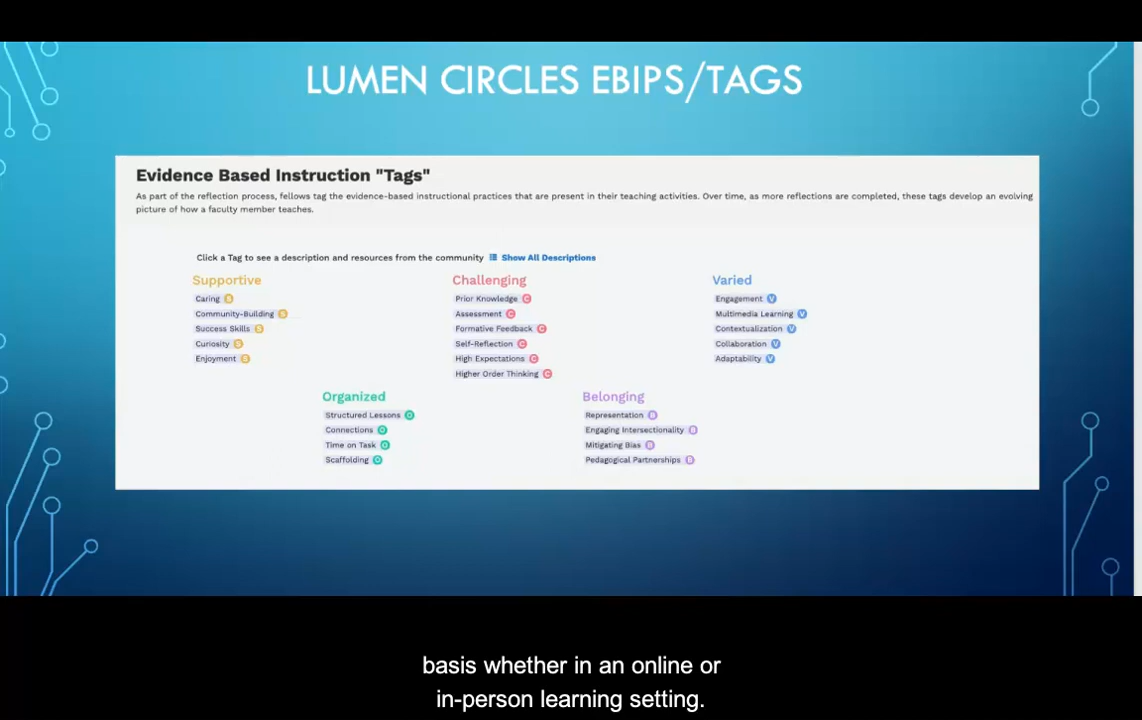 LUMEN CIRCLES EBIPS/TAGS
Evidence Based Instruction "Tags"
As part of the reflection process, fellows tag the evidence-based instructional practices that are present in their teaching activities. Over time, as more reflections are completed, these tags develop an evolving
picture of how a faculty member teaches.
Click a Tag to see a description and resources from the community Show All Descriptions
Supportive
Caring S
Community-Building S
Success Skills S
Curiosity S
Enjoyment S
Challenging
Prior Knowledge C
Assessment C
Formative Feedback C
Self-Reflection C
High Expectations C
Higher Order Thinking C
Varied
Engagement V
Multimedia Learning V
Contextualization V
Collaboration V
Adaptability V
Organized
Structured Lessons O
Connections O
Time on Task O
Scaffolding O
Belonging
Representation B
Engaging Intersectionality B
Mitigating Bias B
Pedagogical Partnerships B
basis whether in an online or
in-person learning setting.